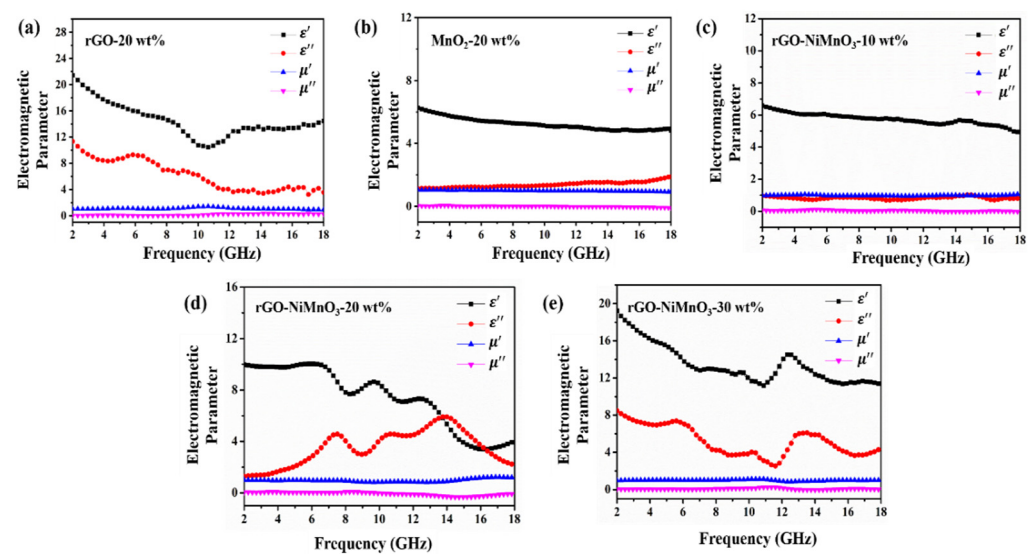 (a)
rGO-20 wt%
ε′
ε″
μ′
μ″
28
24
20
16
12
8
4
0
2 4 6 8 10 12 14 16 18
Frequency (GHz)
Electromagnetic
Parameter
(b)
MnO₂-20 wt%
ε′
ε″
μ′
μ″
12
9
6
3
0
2 4 6 8 10 12 14 16 18
Frequency (GHz)
Electromagnetic
Parameter
(c)
rGO-NiMnO₃-10 wt%
ε′
ε″
μ′
μ″
12
10
8
6
4
2
0
2 4 6 8 10 12 14 16 18
Frequency (GHz)
Electromagnetic
Parameter
(d)
rGO-NiMnO₃-20 wt%
ε′
ε″
μ′
μ″
16
12
8
4
0
2 4 6 8 10 12 14 16 18
Frequency (GHz)
Electromagnetic
Parameter
(e)
rGO-NiMnO₃-30 wt%
ε′
ε″
μ′
μ″
20
16
12
8
4
0
2 4 6 8 10 12 14 16 18
Frequency (GHz)
Electromagnetic
Parameter